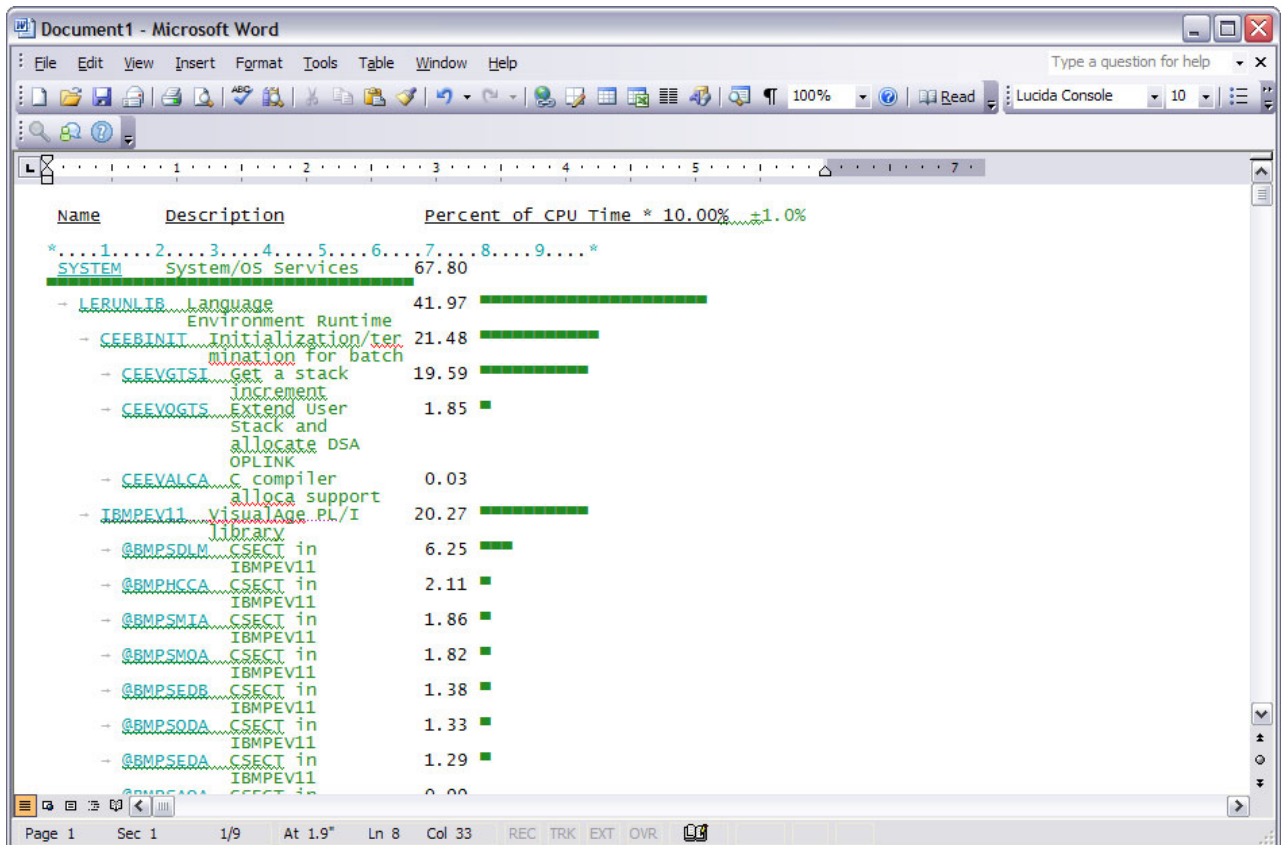 Document1 - Microsoft Word
File Edit View Insert Format Tools Table Window Help Type a question for help
100% Read Lucida Console 10
1 2 3 4 5 7
Name Description Percent of CPU Time * 10.00% ±1.0%
*....1....2....3....4....5....6....7....8....9....*
SYSTEM System/OS Services 67.80
→ LERUNLIB Language 41.97
Environment Runtime
→ CEEBINIT Initialization/ter 21.48
mination for batch
→ CEEVGTSI Get a stack 19.59
increment
→ CEEVOGTS Extend User 1.85
Stack and
allocate DSA
OPLINK
→ CEEVALCA C compiler 0.03
alloca support
→ IBMPEV11 VisualAge PL/I 20.27
library
→ @BMPSDLM CSECT in 6.25
IBMPEV11
→ @BMPHCCA CSECT in 2.11
IBMPEV11
→ @BMPSMIA CSECT in 1.86
IBMPEV11
→ @BMPSMOA CSECT in 1.82
IBMPEV11
→ @BMPSEDB CSECT in 1.38
IBMPEV11
→ @BMPSODA CSECT in 1.33
IBMPEV11
→ @BMPSEDA CSECT in 1.29
IBMPEV11
Page 1 Sec 1 1/9 At 1.9" Ln 8 Col 33 REC TRK EXT OVR